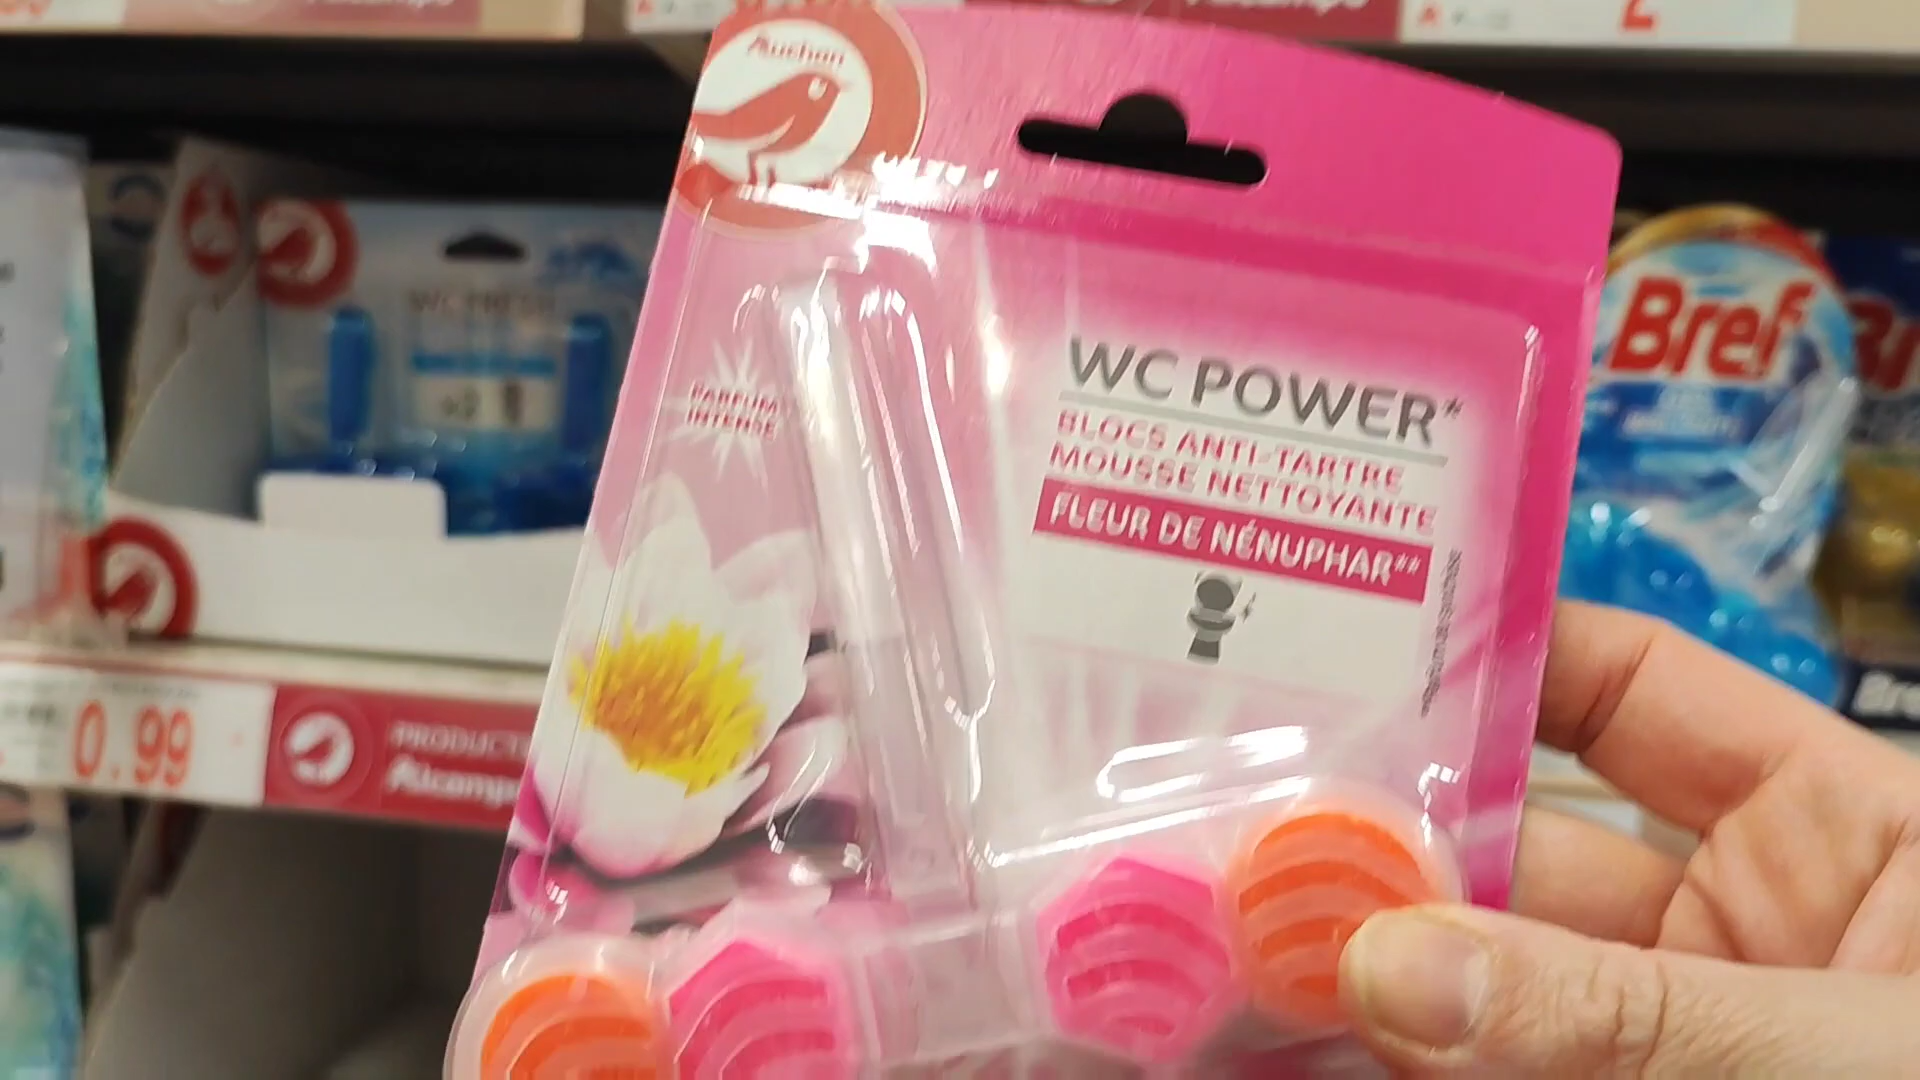 Auchan
PARFUM
INTENSE
WC POWER*
BLOCS ANTI-TARTRE
MOUSSE NETTOYANTE
FLEUR DE NÉNUPHAR**
Bref
0.99
PRODUCTO
Alcampo